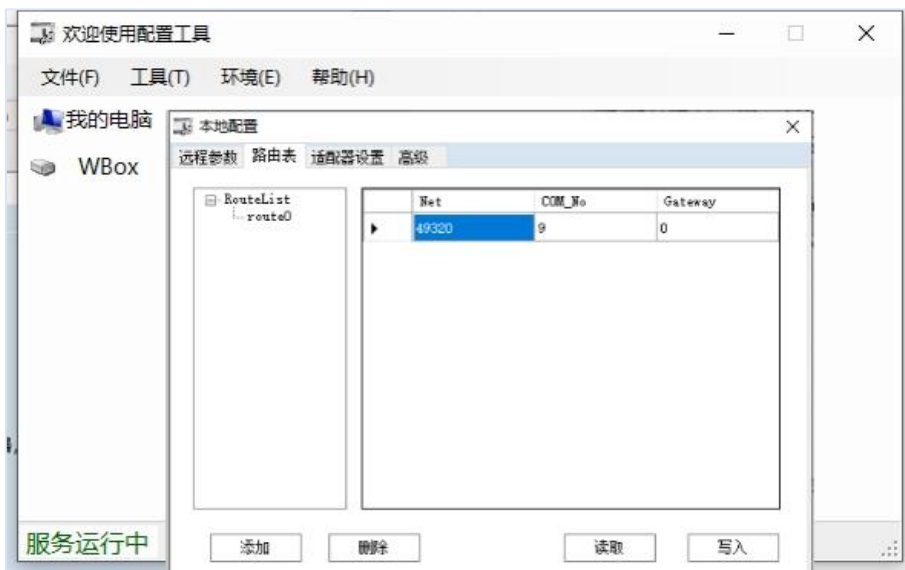 欢迎使用配置工具
文件(F) 工具(T) 环境(E) 帮助(H)
我的电脑
WBox
本地配置
远程参数 路由表 适配器设置 高级
RouteList
route0
Net COM_No Gateway
49320 9 0
添加 删除 读取 写入
服务运行中